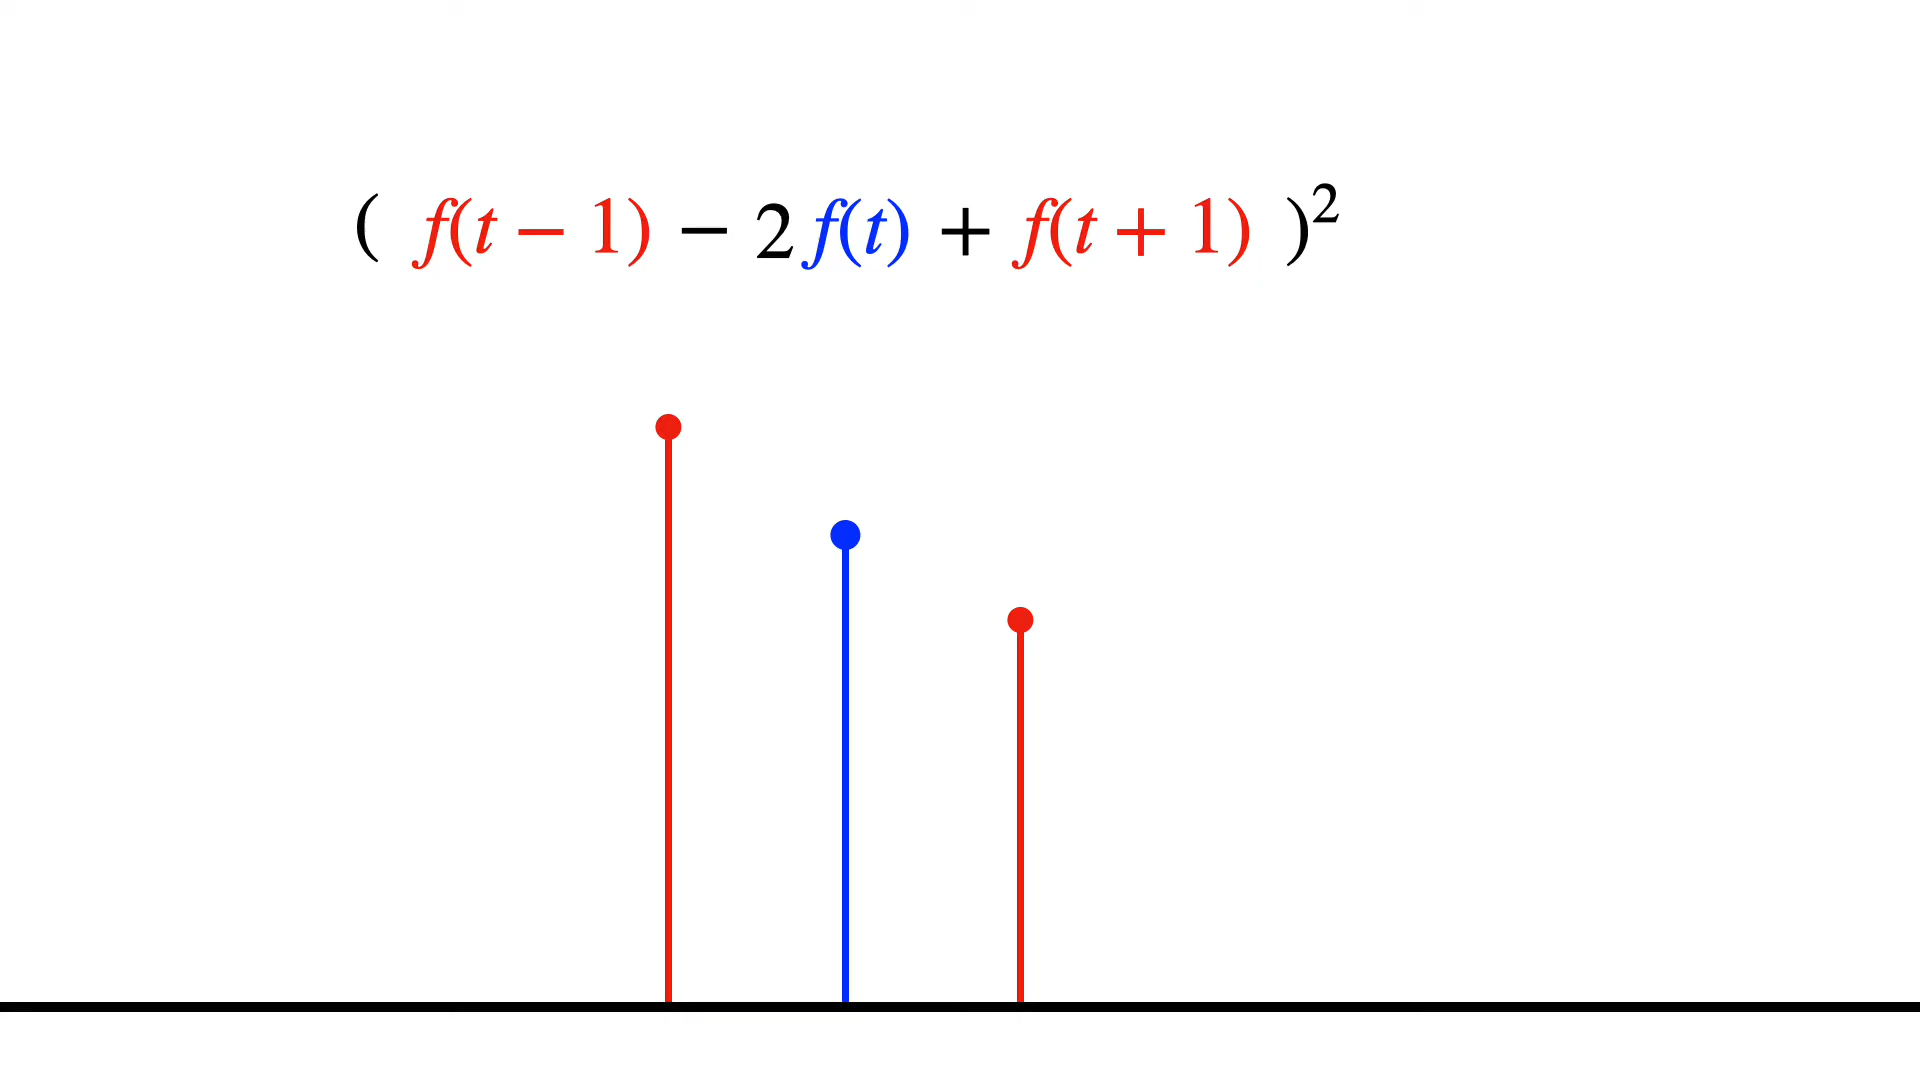 ( f(t − 1) − 2 f(t) + f(t + 1) )²